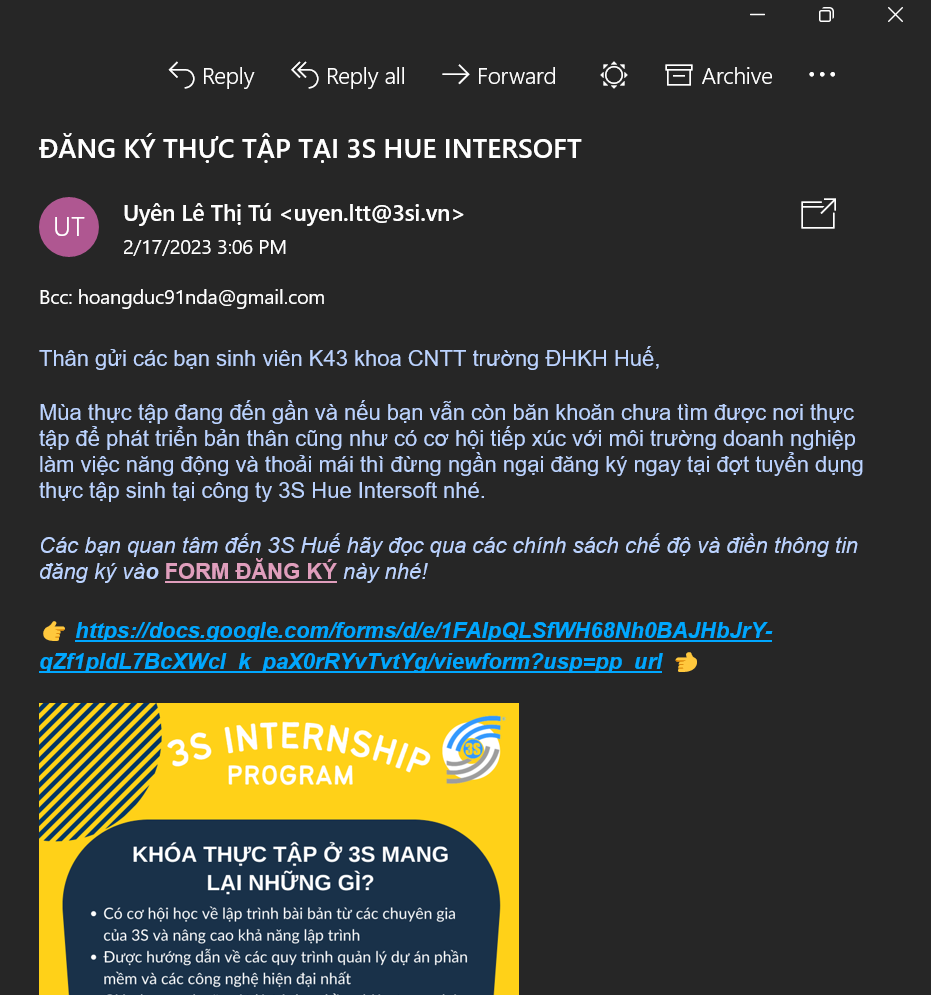 Reply
Reply all
Forward
Archive
ĐĂNG KÝ THỰC TẬP TẠI 3S HUE INTERSOFT
UT
Uyên Lê Thị Tú <uyen.ltt@3si.vn>
2/17/2023 3:06 PM
Bcc: hoangduc91nda@gmail.com
Thân gửi các bạn sinh viên K43 khoa CNTT trường ĐHKH Huế,
Mùa thực tập đang đến gần và nếu bạn vẫn còn băn khoăn chưa tìm được nơi thực
tập để phát triển bản thân cũng như có cơ hội tiếp xúc với môi trường doanh nghiệp
làm việc năng động và thoải mái thì đừng ngần ngại đăng ký ngay tại đợt tuyển dụng
thực tập sinh tại công ty 3S Hue Intersoft nhé.
Các bạn quan tâm đến 3S Huế hãy đọc qua các chính sách chế độ và điền thông tin
đăng ký vào FORM ĐĂNG KÝ này nhé!
👉 https://docs.google.com/forms/d/e/1FAIpQLSfWH68Nh0BAJHbJrY-
qZf1pldL7BcXWcl_k_paX0rRYvTvtYg/viewform?usp=pp_url 👈
3S INTERNSHIP
PROGRAM
3S
KHÓA THỰC TẬP Ở 3S MANG
LẠI NHỮNG GÌ?
• Có cơ hội học về lập trình bài bản từ các chuyên gia
của 3S và nâng cao khả năng lập trình
• Được hướng dẫn về các quy trình quản lý dự án phần
mềm và các công nghệ hiện đại nhất